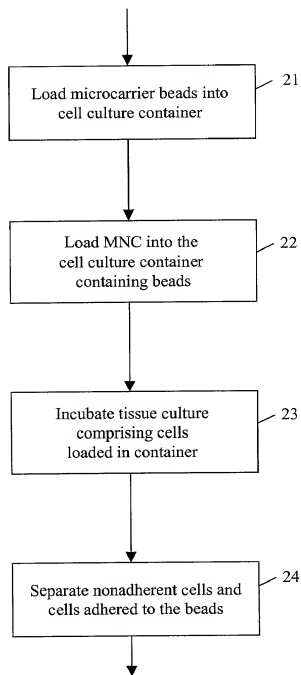 Load microcarrier beads into
cell culture container
21
Load MNC into the
cell culture container
containing beads
22
Incubate tissue culture
comprising cells
loaded in container
23
Separate nonadherent cells and
cells adhered to the beads
24